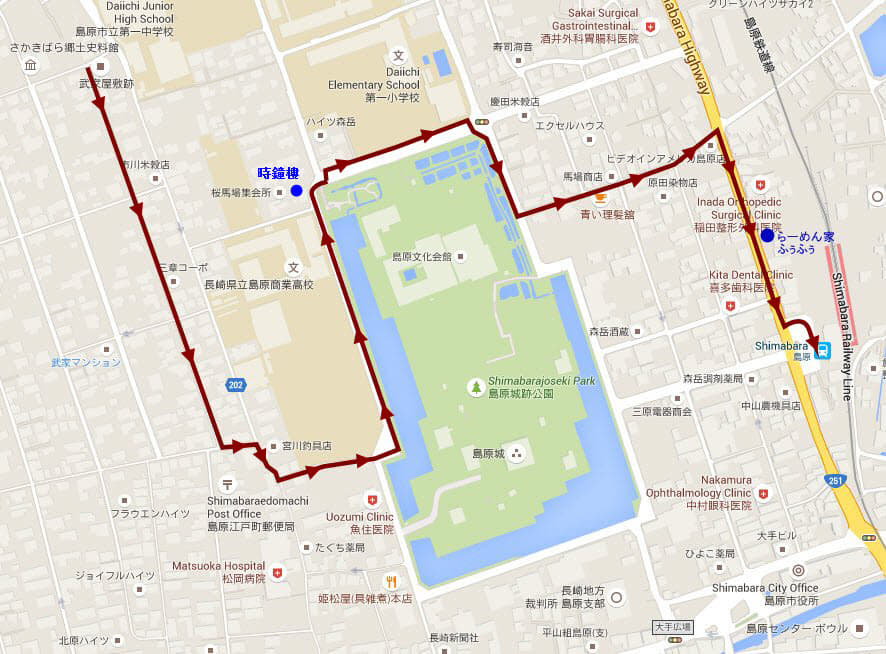 Daiichi Junior
High School
島原市立第一中学校
さかきばら郷土史料館
武家屋敷跡
Daiichi
Elementary School
第一小学校
Sakai Surgical
Gastrointestinal...
酒井外科胃腸科医院
グリーンハイツサカイ2
Shimabara Highway
島原鉄道線
寿司海音
慶田米穀店
エクセルハウス
ハイツ森岳
市川米穀店
時鐘樓
桜馬場集会所
ビデオインアメリカ島原店
馬場商店
原田染物店
青い理髪舘
Inada Orthopedic
Surgical Clinic
稲田整形外科医院
らーめん家
ふぅふぅ
島原文化会館
三章コーポ
長崎県立島原商業高校
Kita Dental Clinic
喜多歯科医院
Shimabara Railway Line
森岳酒蔵
Shimabara
島原
武家マンション
202
Shimabarajoseki Park
島原城跡公園
森岳調剤薬局
中山農機具店
三原電器商会
宮川釣具店
島原城
251
Shimabaraedomachi
Post Office
島原江戸町郵便局
Nakamura
Ophthalmology Clinic
中村眼科医院
フラウエンハイツ
Uozumi Clinic
魚住医院
大手ビル
たぐち薬局
ひよこ薬局
Matsuoka Hospital
松岡病院
ジョイフルハイツ
姫松屋(具雑煮)本店
長崎地方
裁判所 島原支部
Shimabara City Office
島原市役所
大手広場
北原ハイツ
長崎新聞社
平山組島原(支)
島原センター ボウル